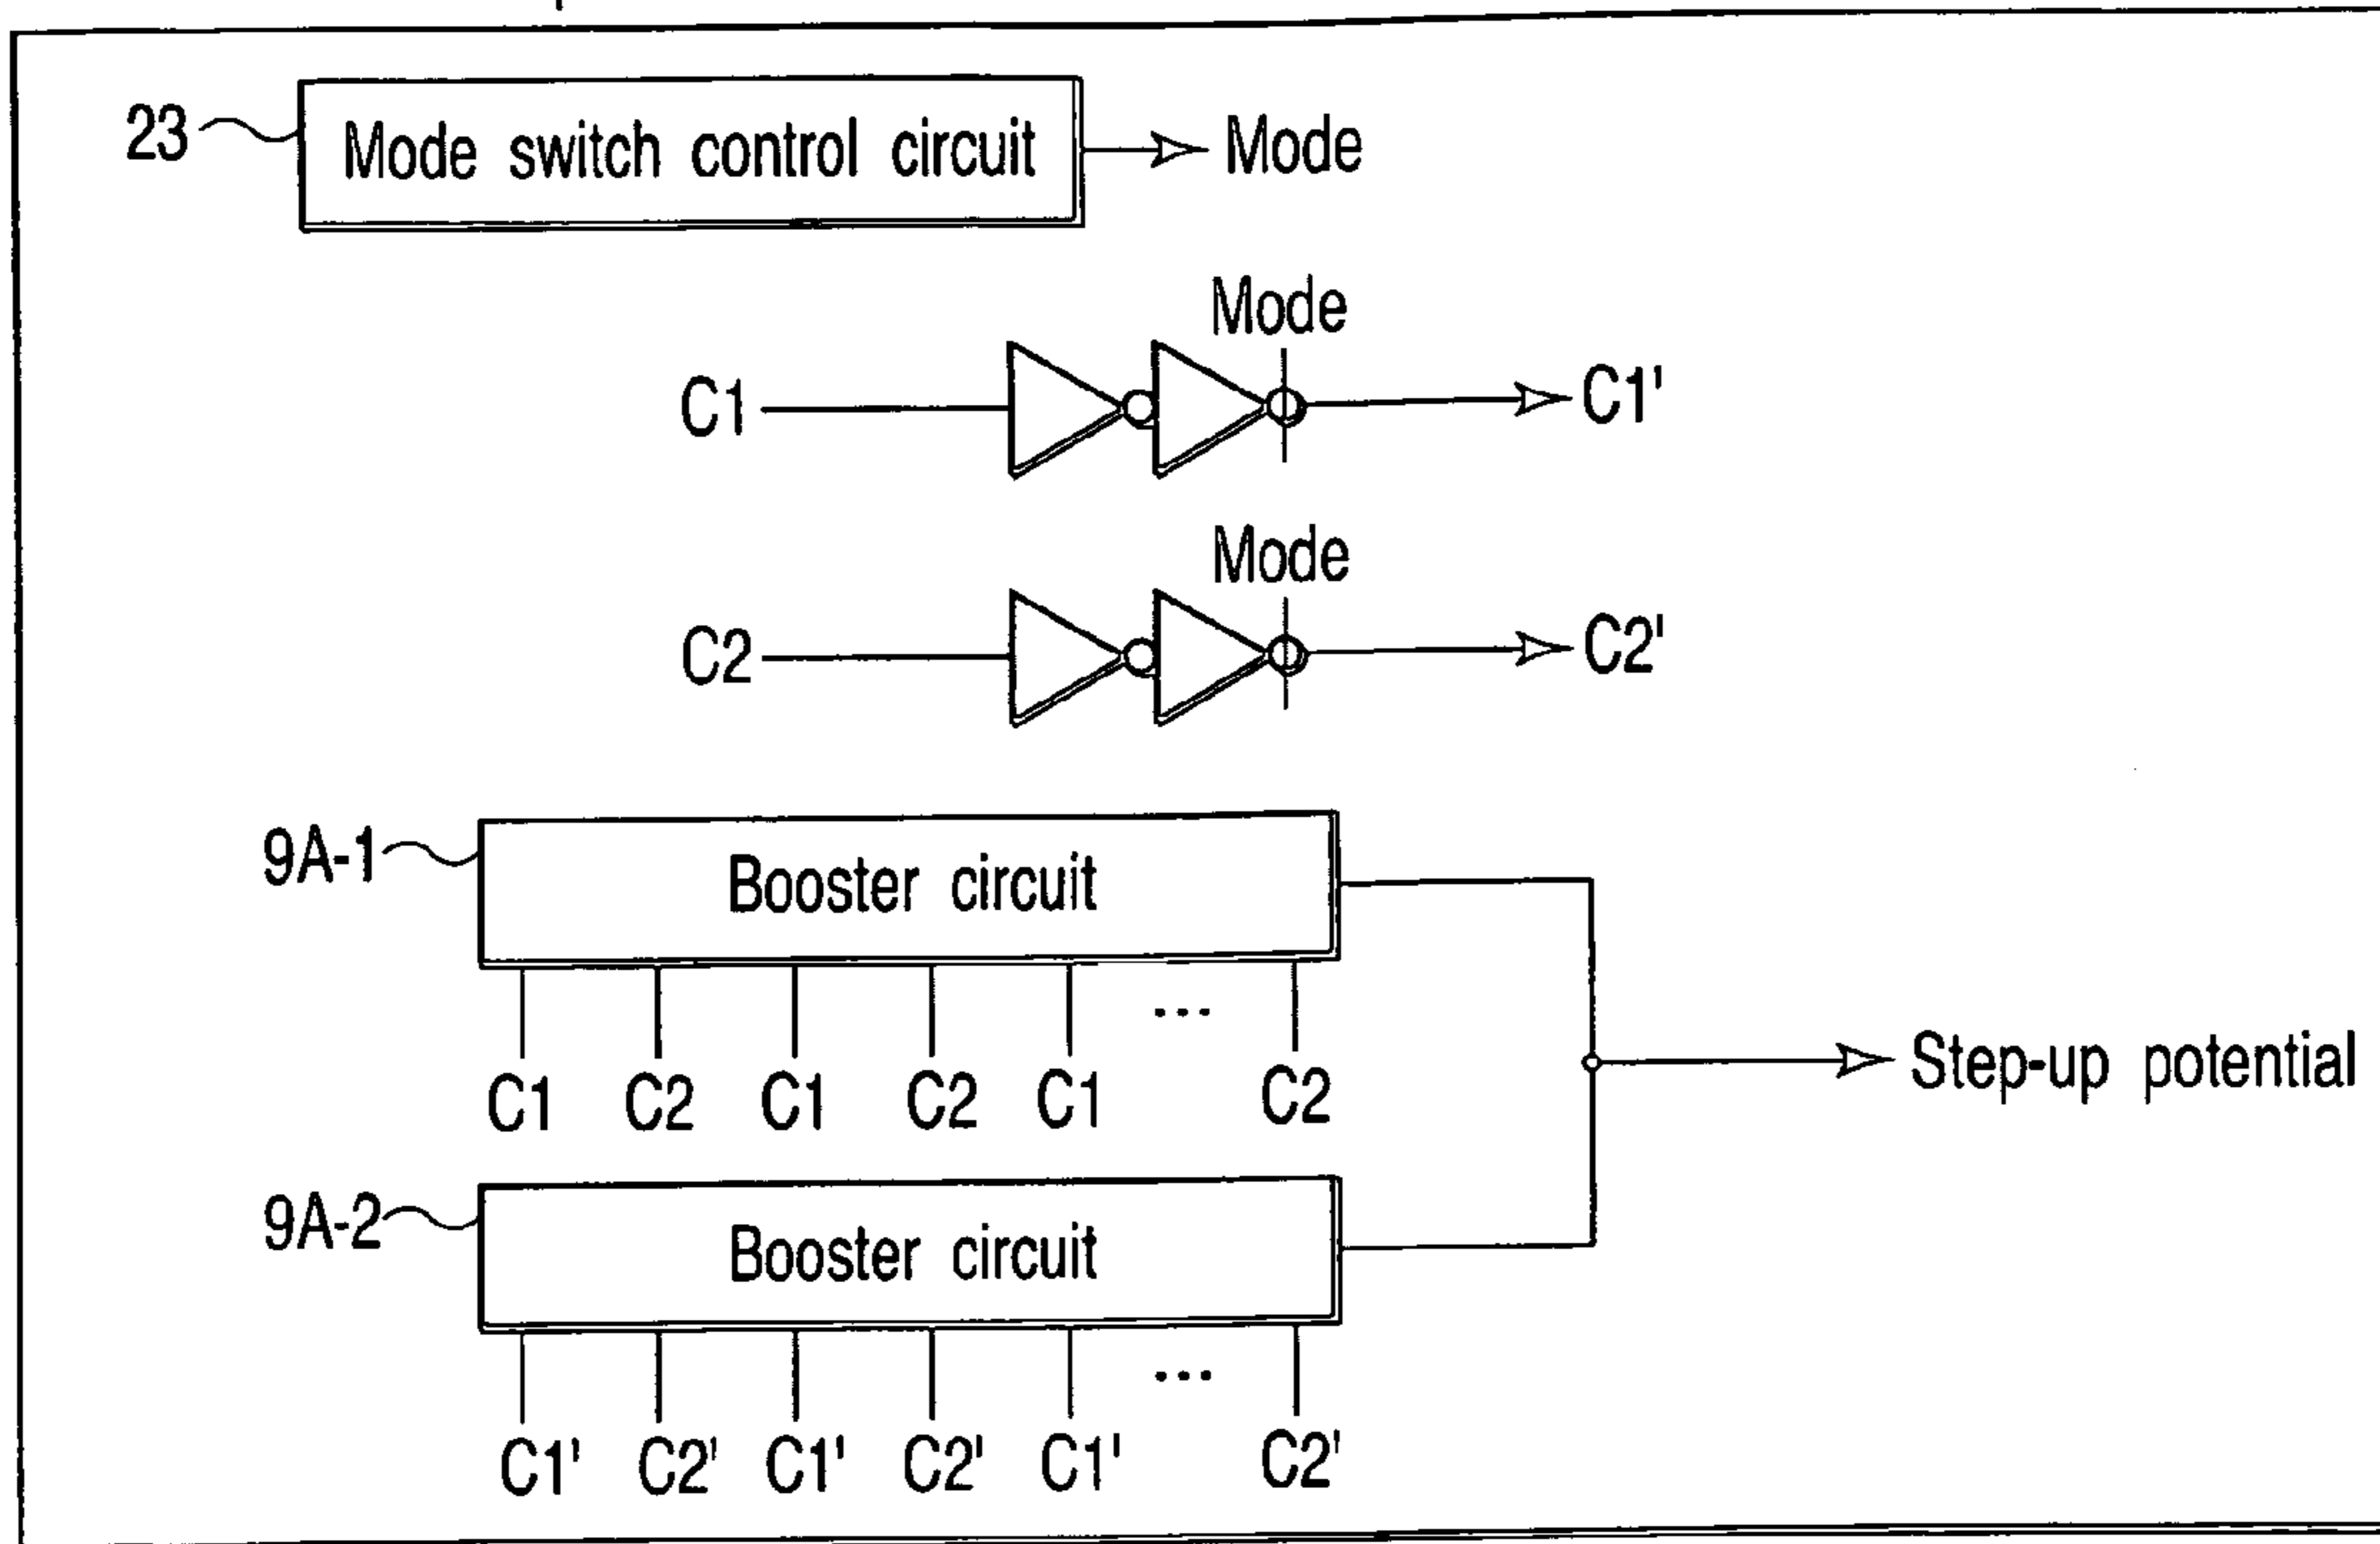 23 Mode switch control circuit Mode
Mode
C1 C1'
Mode
C2 C2'
9A-1 Booster circuit
C1 C2 C1 C2 C1 ... C2
Step-up potential
9A-2 Booster circuit
C1' C2' C1' C2' C1' ... C2'